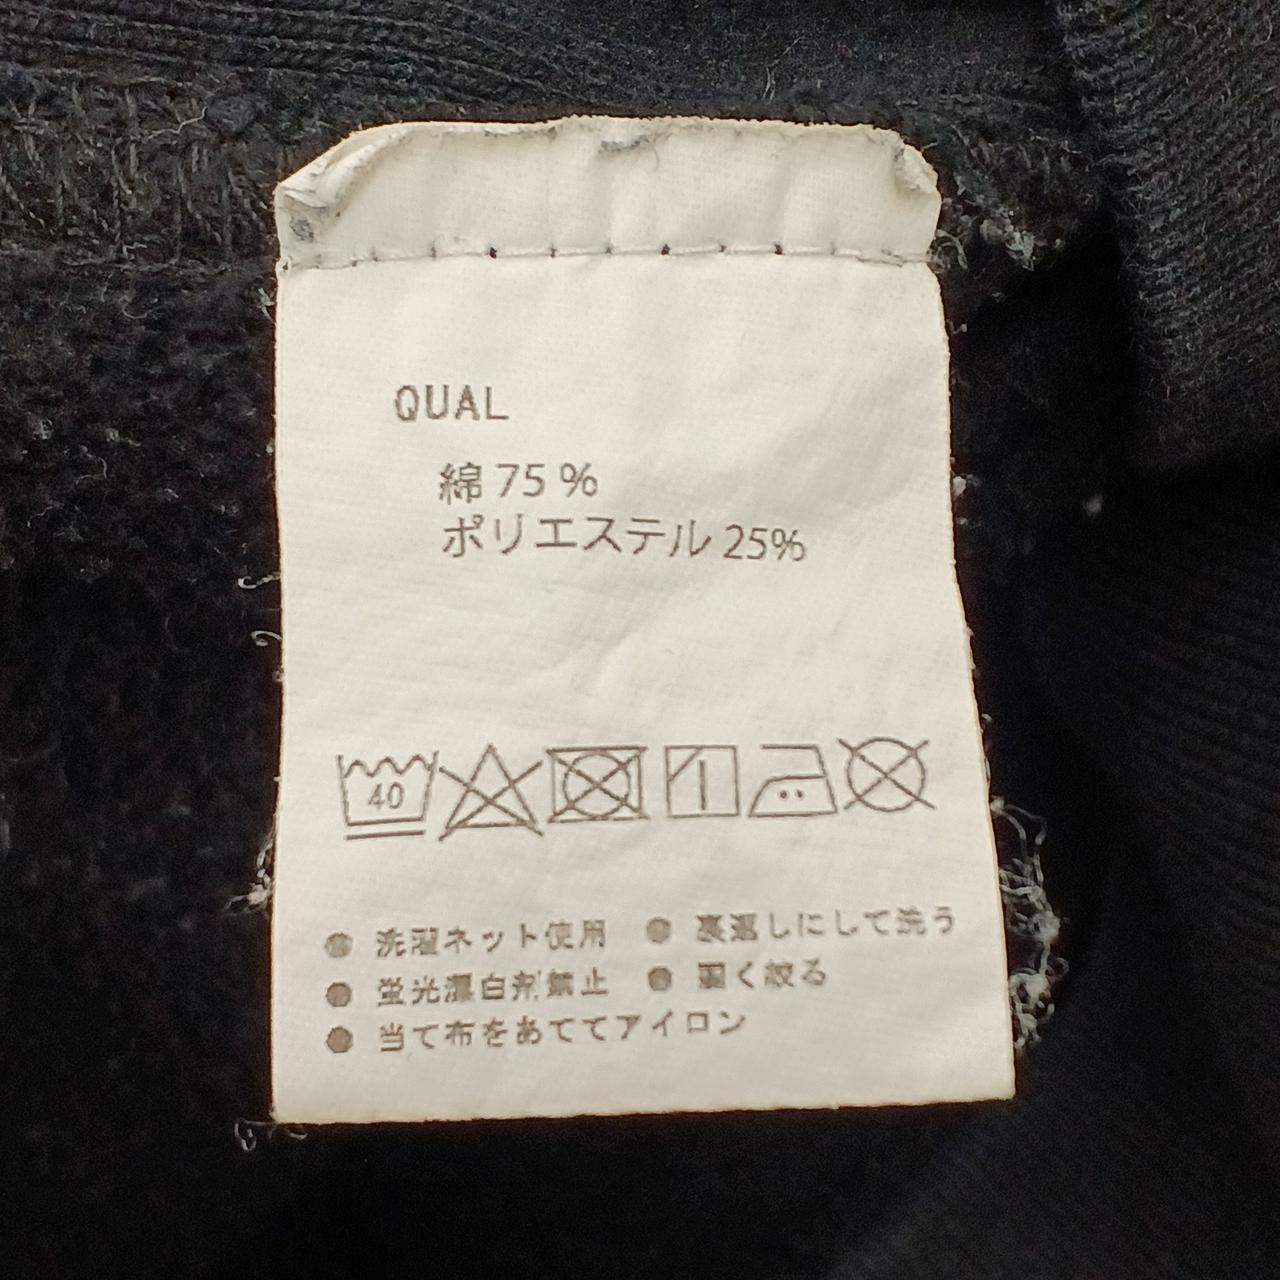 QUAL
綿 75 %
ポリエステル 25%
40
● 洗濯ネット使用 ● 裏返しにして洗う
● 蛍光漂白剤禁止 ● 弱く絞る
● 当て布をあててアイロン